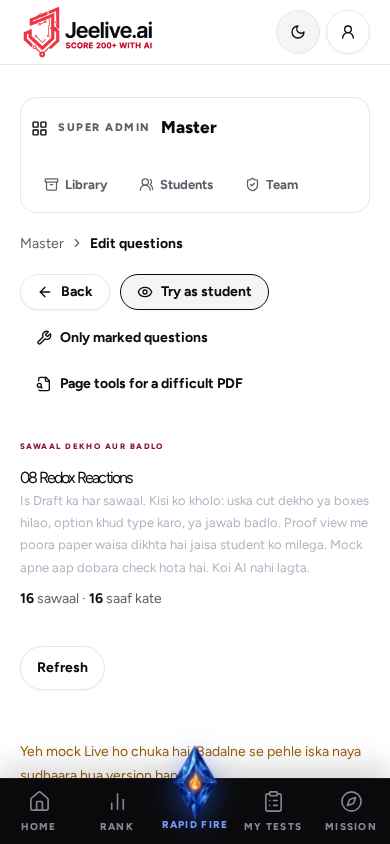 Jeelive.ai
SCORE 200+ WITH AI
SUPER ADMIN Master
Library Students Team
Master > Edit questions
Back Try as student
Only marked questions
Page tools for a difficult PDF
SAWAAL DEKHO AUR BADLO
08 Redox Reactions
Is Draft ka har sawaal. Kisi ko kholo: uska cut dekho ya boxes
hilao, option khud type karo, ya jawab badlo. Proof view me
poora paper waisa dikhta hai jaisa student ko milega. Mock
apne aap dobara check hota hai. Koi AI nahi lagta.
16 sawaal · 16 saaf kate
Refresh
Yeh mock Live ho chuka hai. Badalne se pehle iska naya
sudhaara hua version
HOME RANK RAPID FIRE MY TESTS MISSION